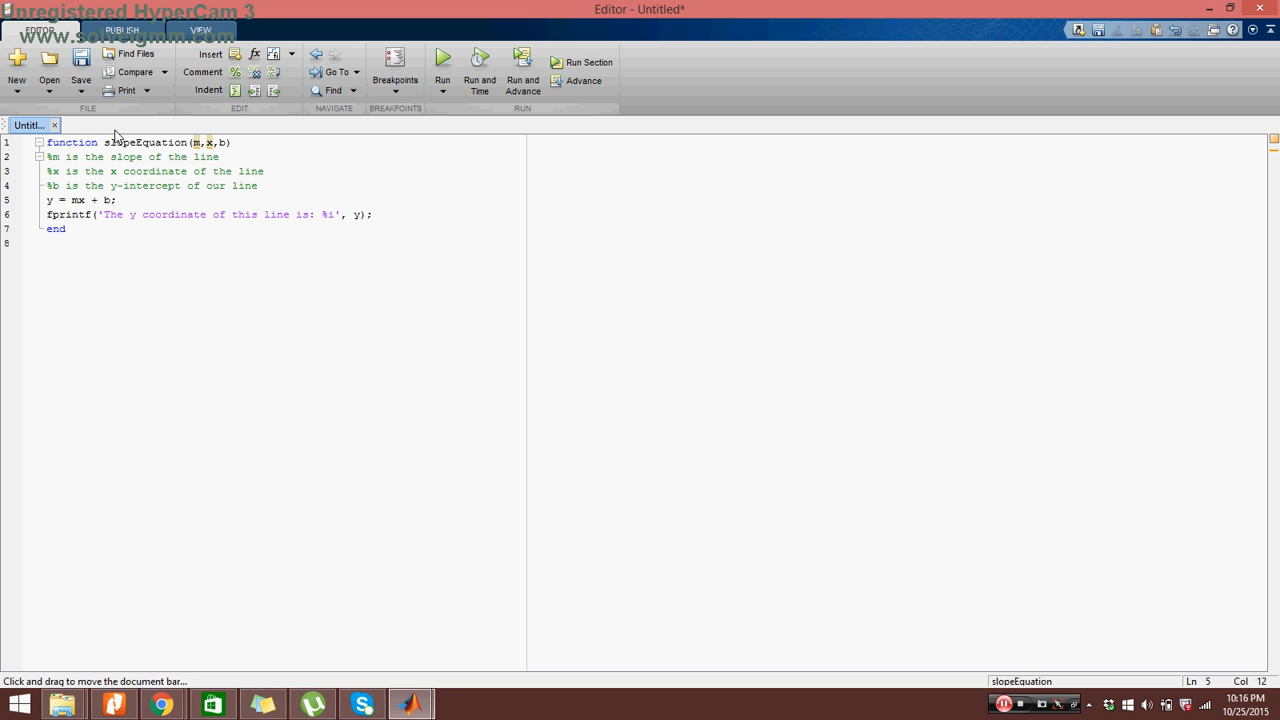 Unregistered HyperCam 3
Editor - Untitled*
EDITOR PUBLISH VIEW
www.solveigmm.com
New Open Save
Find Files
Compare
Print
FILE
Insert fx
Comment
Indent
EDIT
Go To
Find
NAVIGATE
Breakpoints
BREAKPOINTS
Run
Run and Time
Run and Advance
Run Section
Advance
RUN
Untitl... ×
1 function slopeEquation(m,x,b)
2 %m is the slope of the line
3 %x is the x coordinate of the line
4 %b is the y-intercept of our line
5 y = mx + b;
6 fprintf('The y coordinate of this line is: %i', y);
7 end
8
Click and drag to move the document bar...
slopeEquation
Ln 5 Col 12
10:16 PM
10/25/2015